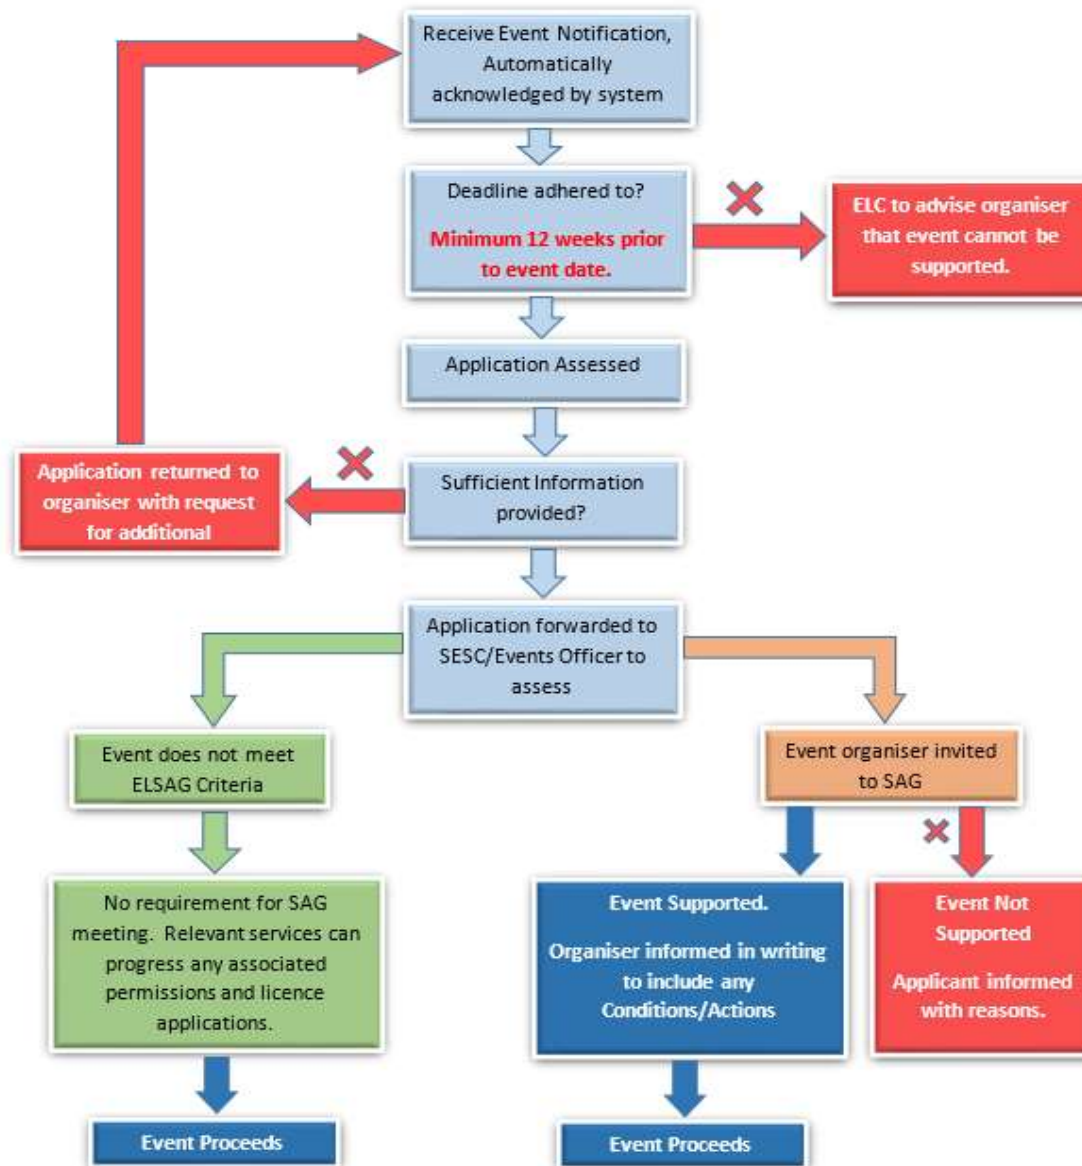 Receive Event Notification,
Automatically
acknowledged by system
Deadline adhered to?
Minimum 12 weeks prior
to event date.
ELC to advise organiser
that event cannot be
supported.
Application Assessed
Application returned to
organiser with request
for additional
Sufficient Information
provided?
Application forwarded to
SESC/Events Officer to
assess
Event does not meet
ELSAG Criteria
Event organiser invited
to SAG
No requirement for SAG
meeting. Relevant services can
progress any associated
permissions and licence
applications.
Event Supported.
Organiser informed in writing
to include any
Conditions/Actions
Event Not
Supported
Applicant informed
with reasons.
Event Proceeds
Event Proceeds